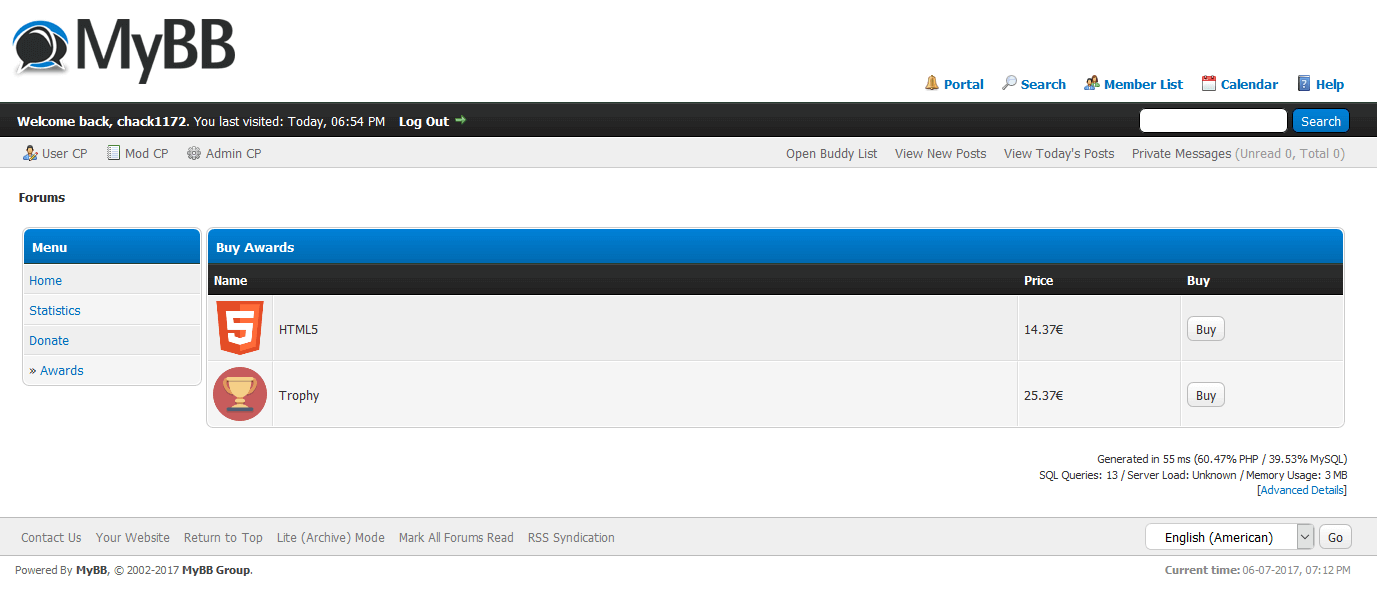 MyBB
Portal Search Member List Calendar Help
Welcome back, chack1172. You last visited: Today, 06:54 PM Log Out
Search
User CP Mod CP Admin CP
Open Buddy List View New Posts View Today's Posts Private Messages (Unread 0, Total 0)
Forums
Menu
Home
Statistics
Donate
» Awards
Buy Awards
Name Price Buy
5 HTML5 14.37€ Buy
Trophy 25.37€ Buy
Generated in 55 ms (60.47% PHP / 39.53% MySQL)
SQL Queries: 13 / Server Load: Unknown / Memory Usage: 3 MB
[Advanced Details]
Contact Us Your Website Return to Top Lite (Archive) Mode Mark All Forums Read RSS Syndication
English (American) Go
Powered By MyBB, © 2002-2017 MyBB Group.
Current time: 06-07-2017, 07:12 PM